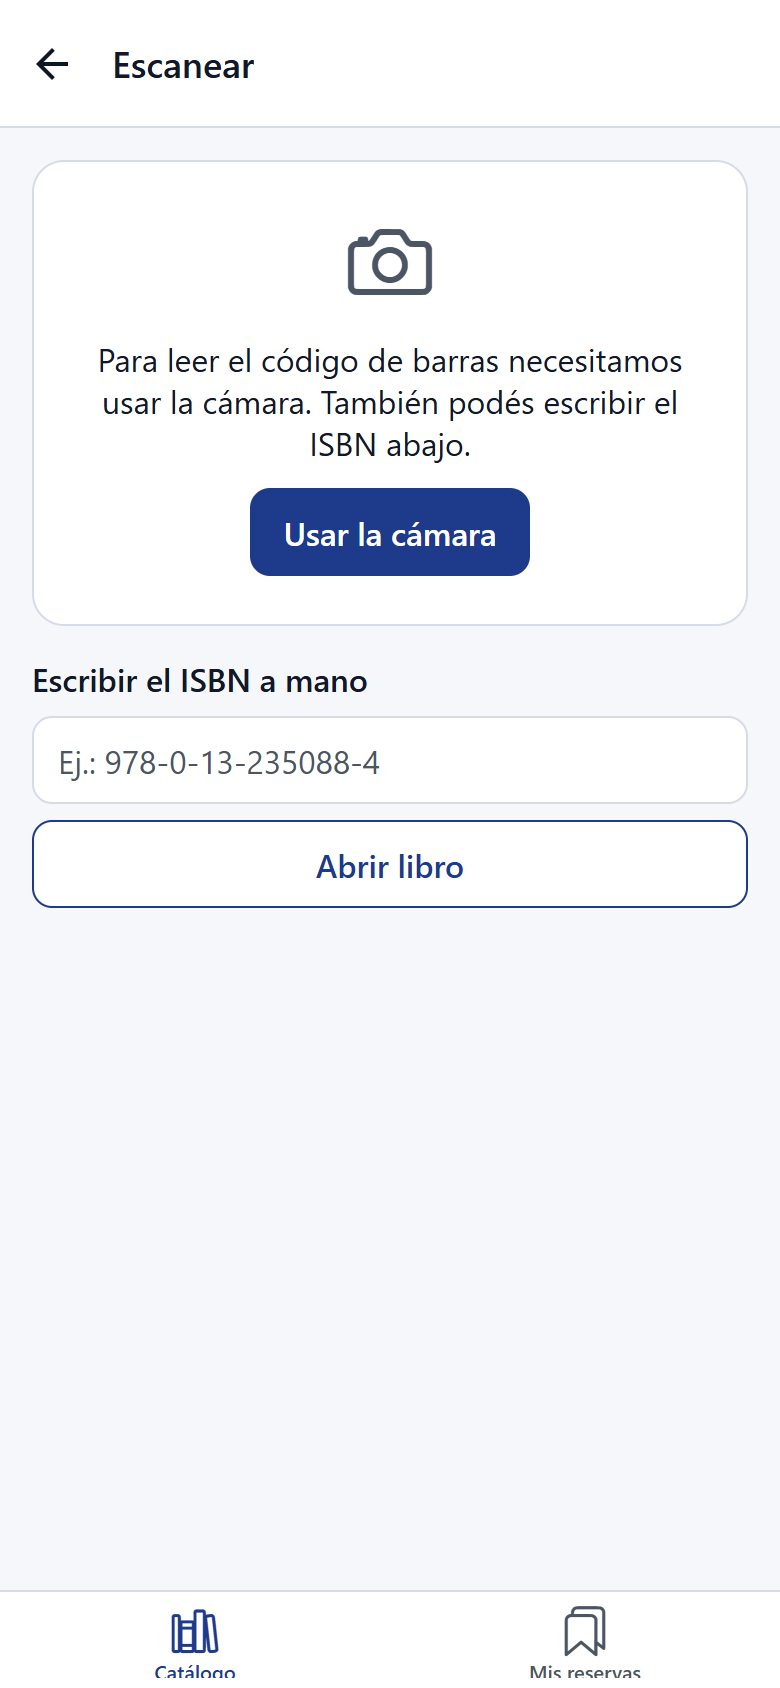 Escanear
Para leer el código de barras necesitamos
usar la cámara. También podés escribir el
ISBN abajo.
Usar la cámara
Escribir el ISBN a mano
Ej.: 978-0-13-235088-4
Abrir libro
Catálogo
Mis reservas